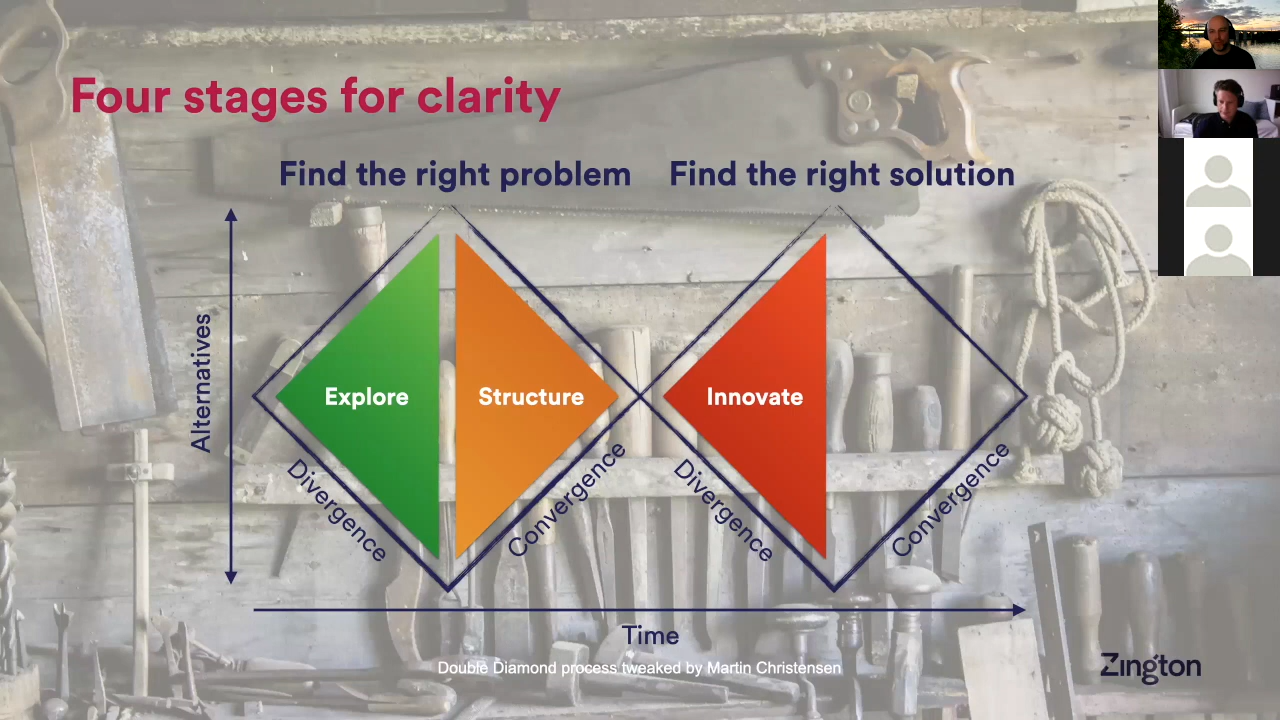 Four stages for clarity
Find the right problem
Find the right solution
Alternatives
Explore
Structure
Innovate
Divergence
Convergence
Divergence
Convergence
Time
Double Diamond process tweaked by Martin Christensen
Zington